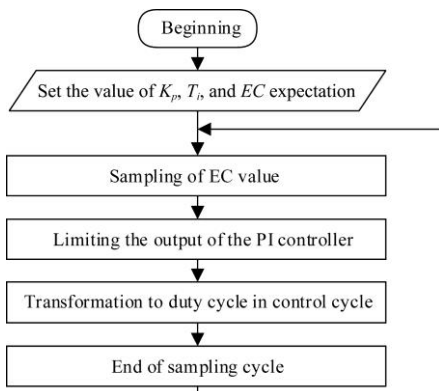 Beginning
Set the value of Kp, Ti, and EC expectation
Sampling of EC value
Limiting the output of the PI controller
Transformation to duty cycle in control cycle
End of sampling cycle